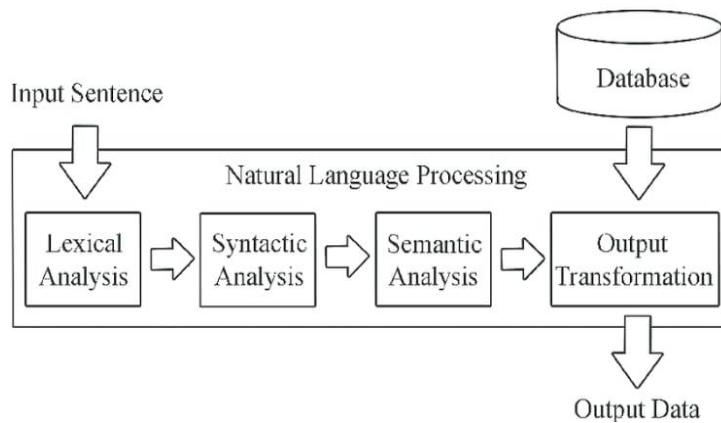 Database
Input Sentence
Natural Language Processing
Lexical
Analysis
Syntactic
Analysis
Semantic
Analysis
Output
Transformation
Output Data